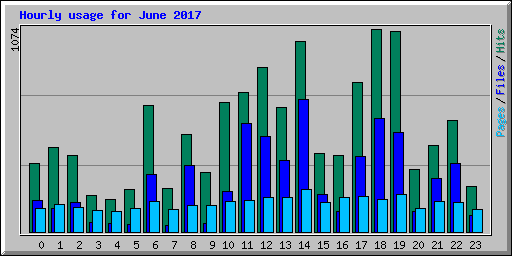 Hourly usage for June 2017
1074
Pages/Files/Hits
0 1 2 3 4 5 6 7 8 9 10 11 12 13 14 15 16 17 18 19 20 21 22 23